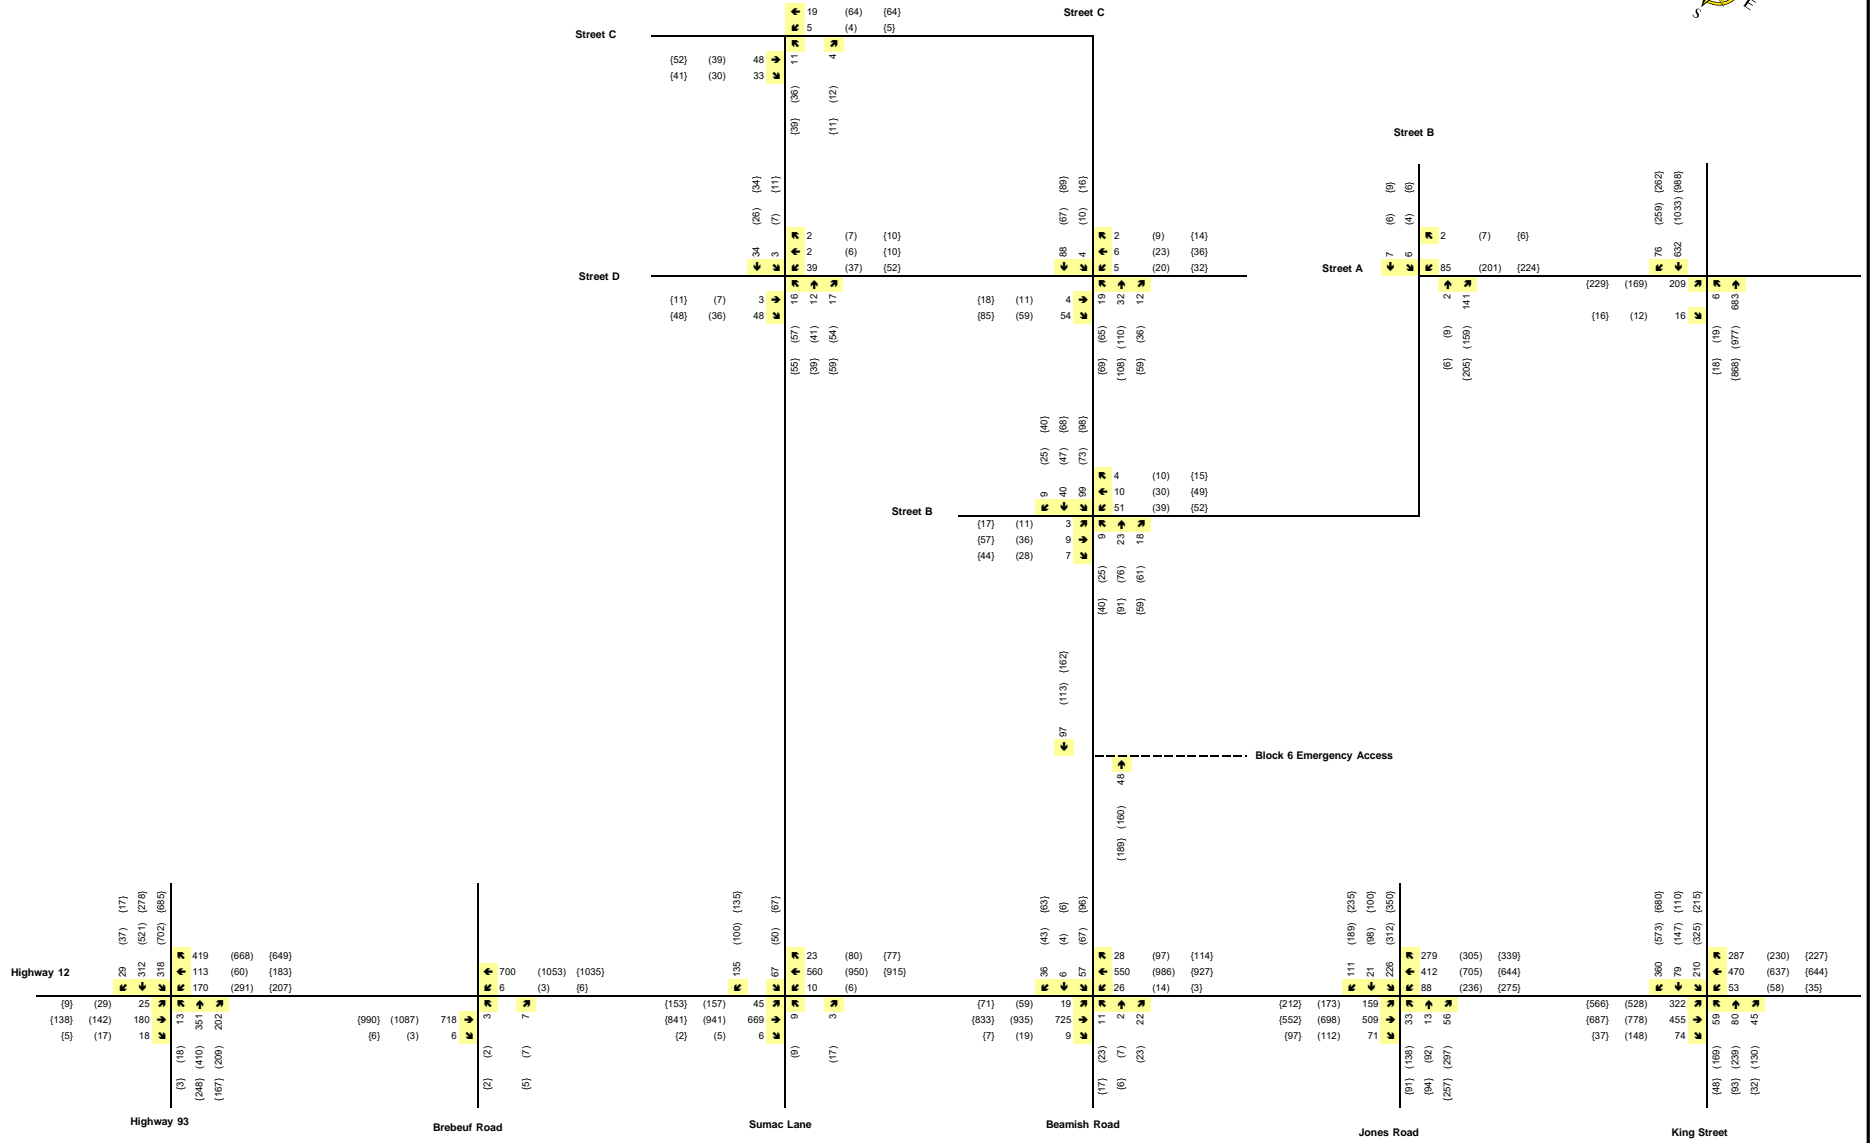 S E
← 19 (64) {64}
↙ 5 (4) {5}
Street C
Street C
{52} (39) 48 →
{41} (30) 33 ↘
↖ 11 (36) {39}
↗ 4 (12) {11}
Street B
34 (26) {34}
3 (7) {11}
↖ 2 (7) {10}
← 2 (6) {10}
↙ 39 (37) {52}
Street D
{11} (7) 3 →
{48} (36) 48 ↘
16 (57) {55}
12 (41) {39}
17 (54) {59}
88 (67) {89}
4 (10) {16}
↖ 2 (9) {14}
← 6 (23) {36}
↙ 5 (20) {32}
{18} (11) 4 →
{85} (59) 54 ↘
19 (65) {69}
32 (110) {108}
12 (36) {59}
7 (6) {9}
6 (4) {6}
↖ 2 (7) {6}
Street A
↙ 85 (201) {224}
2 (9) {6}
141 (159) {205}
76 (259) {262}
632 (1033) {988}
{229} (169) 209 ↗
{16} (12) 16 ↘
6 (19) {18}
683 (977) {868}
9 (25) {40}
40 (47) {68}
99 (73) {98}
↖ 4 (10) {15}
← 10 (30) {49}
↙ 51 (39) {52}
Street B
{17} (11) 3 ↗
{57} (36) 9 →
{44} (28) 7 ↘
9 (25) {40}
23 (76) {91}
18 (61) {59}
97 (113) {162}
Block 6 Emergency Access
48 (160) {189}
Highway 12
29 (37) {17}
312 (521) {278}
318 (702) {685}
↖ 419 (668) {649}
← 113 (60) {183}
↙ 170 (291) {207}
{9} (29) 25 ↗
{138} (142) 180 →
{5} (17) 18 ↘
13 (18) {3}
351 (410) {248}
202 (209) {167}
Highway 93
← 700 (1053) {1035}
↙ 6 (3) {6}
{990} (1087) 718 →
{6} (3) 6 ↘
3 (2) {2}
7 (7) {5}
Brebeuf Road
135 (100) {135}
67 (50) {67}
↖ 23 (80) {77}
← 560 (950) {915}
↙ 10 (6)
{153} (157) 45 ↗
{841} (941) 669 →
{2} (5) 6 ↘
9 (9)
3 (17)
Sumac Lane
36 (43) {63}
6 (4) {6}
57 (67) {96}
↖ 28 (97) {114}
← 550 (986) {927}
↙ 26 (14) {3}
{71} (59) 19 ↗
{833} (935) 725 →
{7} (19) 9 ↘
11 (23) {17}
2 (7) {6}
22 (23)
Beamish Road
111 (189) {235}
21 (98) {100}
226 (312) {350}
↖ 279 (305) {339}
← 412 (705) {644}
↙ 88 (236) {275}
{212} (173) 159 ↗
{552} (698) 509 →
{97} (112) 71 ↘
33 (138) {91}
13 (92) {94}
56 (297) {257}
Jones Road
360 (573) {680}
79 (147) {110}
210 (325) {215}
↖ 287 (230) {227}
← 470 (637) {644}
↙ 53 (58) {35}
{566} (528) 322 ↗
{687} (778) 455 →
{37} (148) 74 ↘
59 (169) {48}
80 (239) {93}
45 (130) {32}
King Street